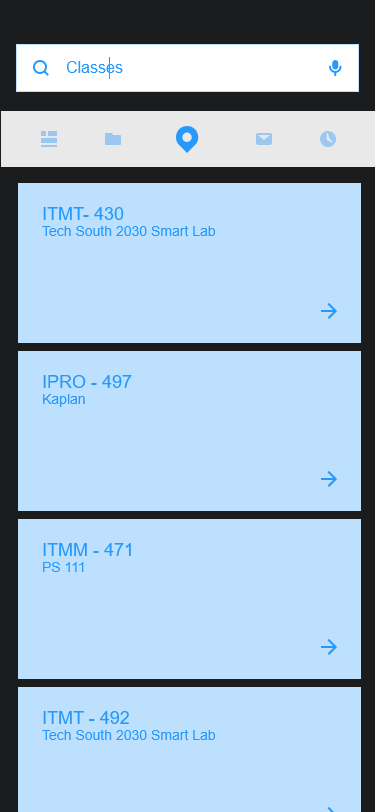 Classes
ITMT- 430
Tech South 2030 Smart Lab
IPRO - 497
Kaplan
ITMM - 471
PS 111
ITMT - 492
Tech South 2030 Smart Lab